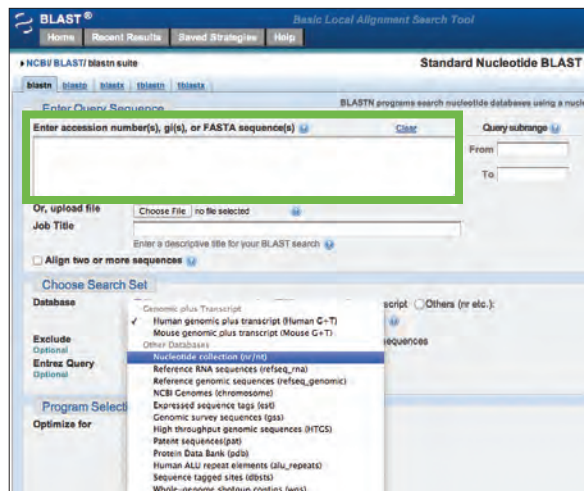 BLAST® Basic Local Alignment Search Tool
Home Recent Results Saved Strategies Help
NCBI/ BLAST/ blastn suite Standard Nucleotide BLAST
blastn blastp blastx tblastn tblastx
Enter Query Sequence BLASTN programs search nucleotide databases using a nucl
Enter accession number(s), gi(s), or FASTA sequence(s) Clear Query subrange
From
To
Or, upload file Choose File no file selected
Job Title
Enter a descriptive title for your BLAST search
Align two or more sequences
Choose Search Set
Database script Others (nr etc.):
Genomic plus Transcript
✓ Human genomic plus transcript (Human G+T)
Mouse genomic plus transcript (Mouse G+T)
Exclude equences
Optional
Other Databases
Nucleotide collection (nr/nt)
Entrez Query
Optional
Reference RNA sequences (refseq_rna)
Reference genomic sequences (refseq_genomic)
NCBI Genomes (chromosome)
Program Selecti
Expressed sequence tags (est)
Genomic survey sequences (gss)
Optimize for
High throughput genomic sequences (HTGS)
Patent sequences(pat)
Protein Data Bank (pdb)
Human ALU repeat elements (alu_repeats)
Sequence tagged sites (dbsts)
Whole-genome shotgun contigs (wgs)